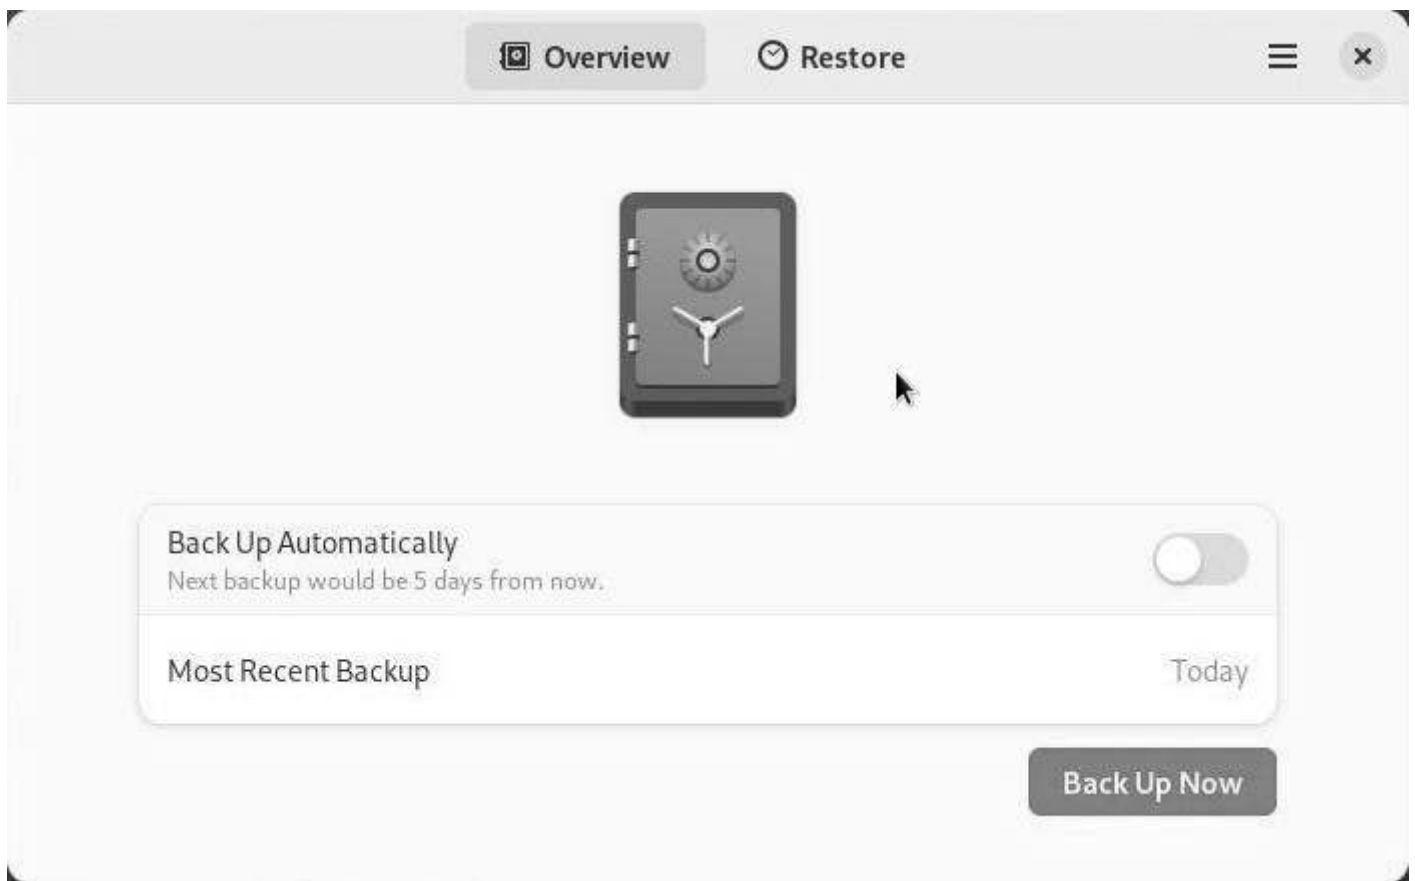 Overview
Restore
Back Up Automatically
Next backup would be 5 days from now.
Most Recent Backup
Today
Back Up Now